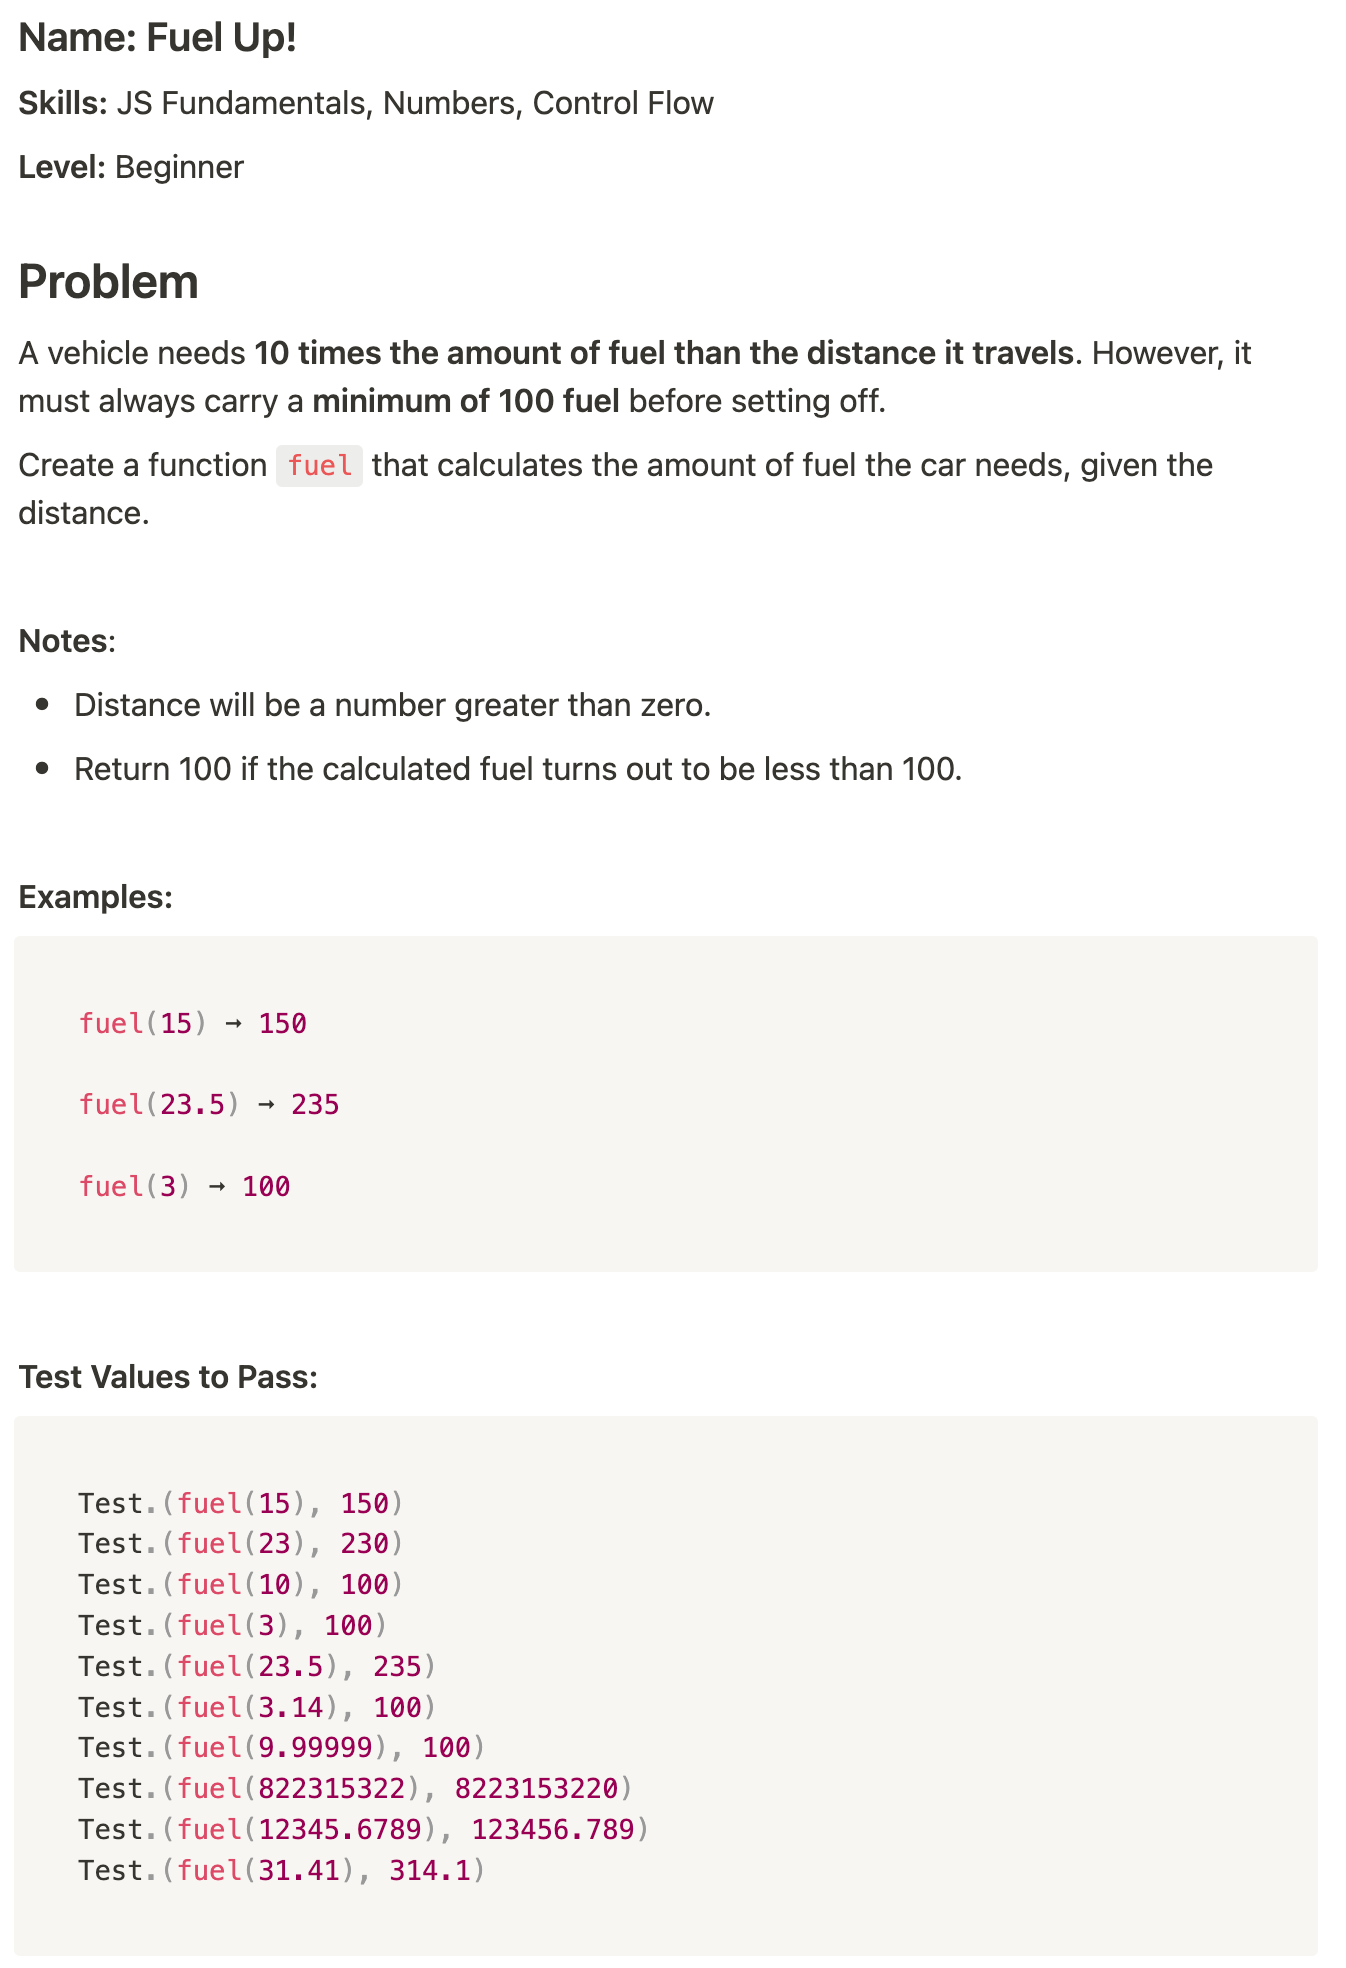 Name: Fuel Up!
Skills: JS Fundamentals, Numbers, Control Flow
Level: Beginner
Problem
A vehicle needs 10 times the amount of fuel than the distance it travels. However, it
must always carry a minimum of 100 fuel before setting off.
Create a function fuel that calculates the amount of fuel the car needs, given the
distance.
Notes:
• Distance will be a number greater than zero.
• Return 100 if the calculated fuel turns out to be less than 100.
Examples:
fuel(15) ➞ 150
fuel(23.5) ➞ 235
fuel(3) ➞ 100
Test Values to Pass:
Test.(fuel(15), 150)
Test.(fuel(23), 230)
Test.(fuel(10), 100)
Test.(fuel(3), 100)
Test.(fuel(23.5), 235)
Test.(fuel(3.14), 100)
Test.(fuel(9.99999), 100)
Test.(fuel(822315322), 8223153220)
Test.(fuel(12345.6789), 123456.789)
Test.(fuel(31.41), 314.1)